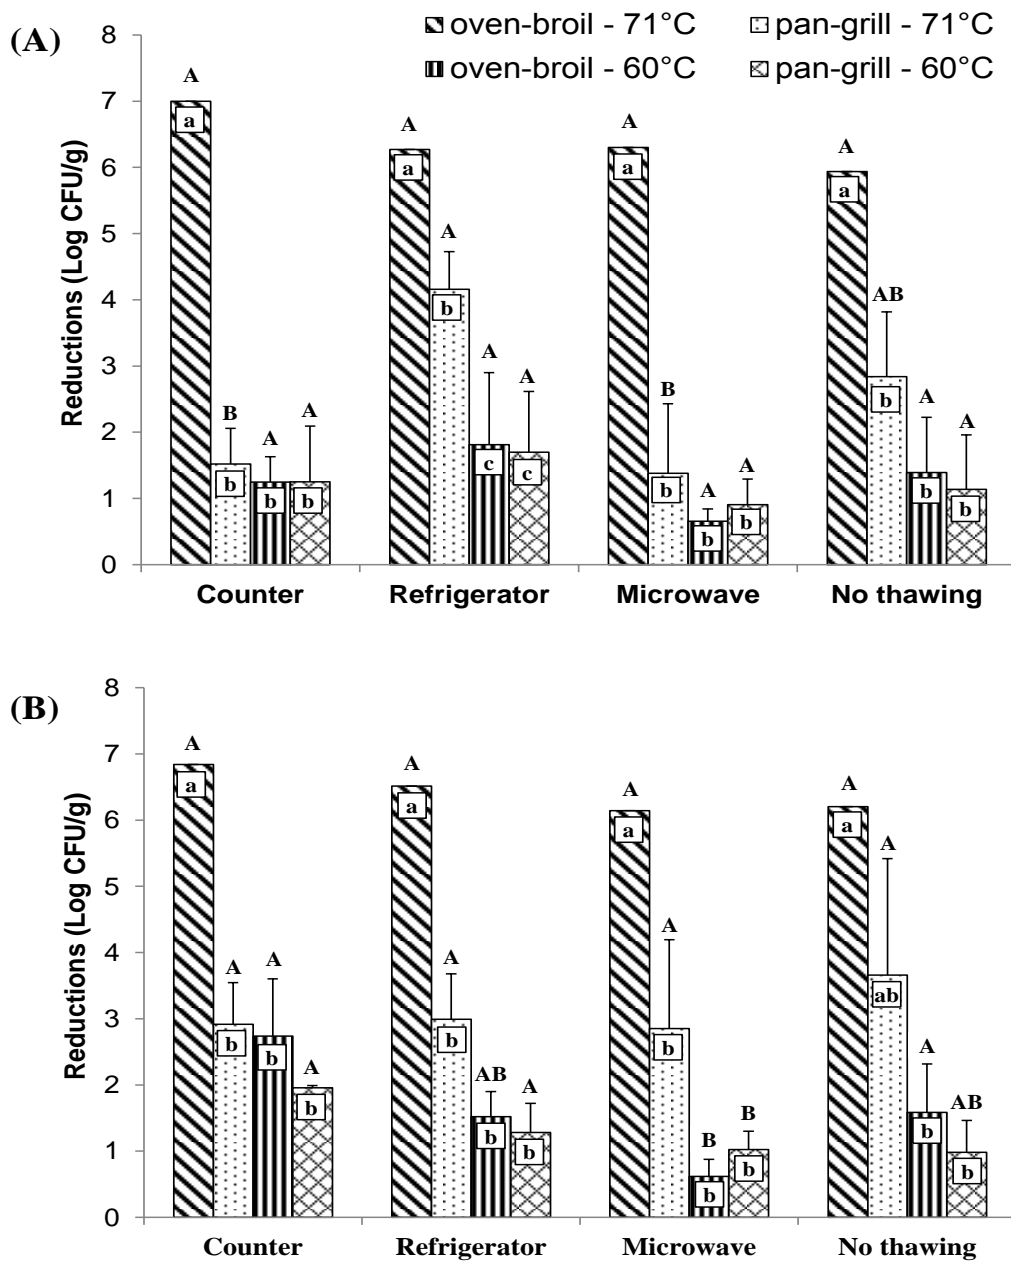 (A)
oven-broil - 71°C pan-grill - 71°C
oven-broil - 60°C pan-grill - 60°C
Reductions (Log CFU/g)
8
7
6
5
4
3
2
1
0
A B A A
a b b b
A A A A
a b c c
A B A A
a b b b
A AB A A
a b b b
Counter Refrigerator Microwave No thawing
(B)
Reductions (Log CFU/g)
8
7
6
5
4
3
2
1
0
A A A A
a b b b
A A AB A
a b b b
A A B B
a b b b
A A A AB
a ab b b
Counter Refrigerator Microwave No thawing